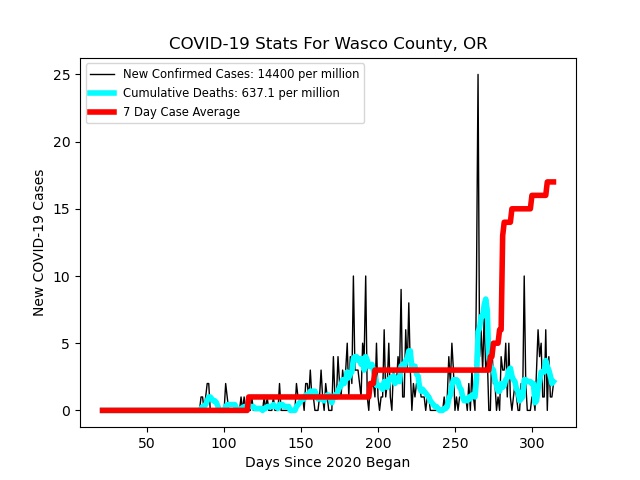 COVID-19 Stats For Wasco County, OR
New Confirmed Cases: 14400 per million
Cumulative Deaths: 637.1 per million
7 Day Case Average
New COVID-19 Cases
25
20
15
10
5
0
50 100 150 200 250 300
Days Since 2020 Began